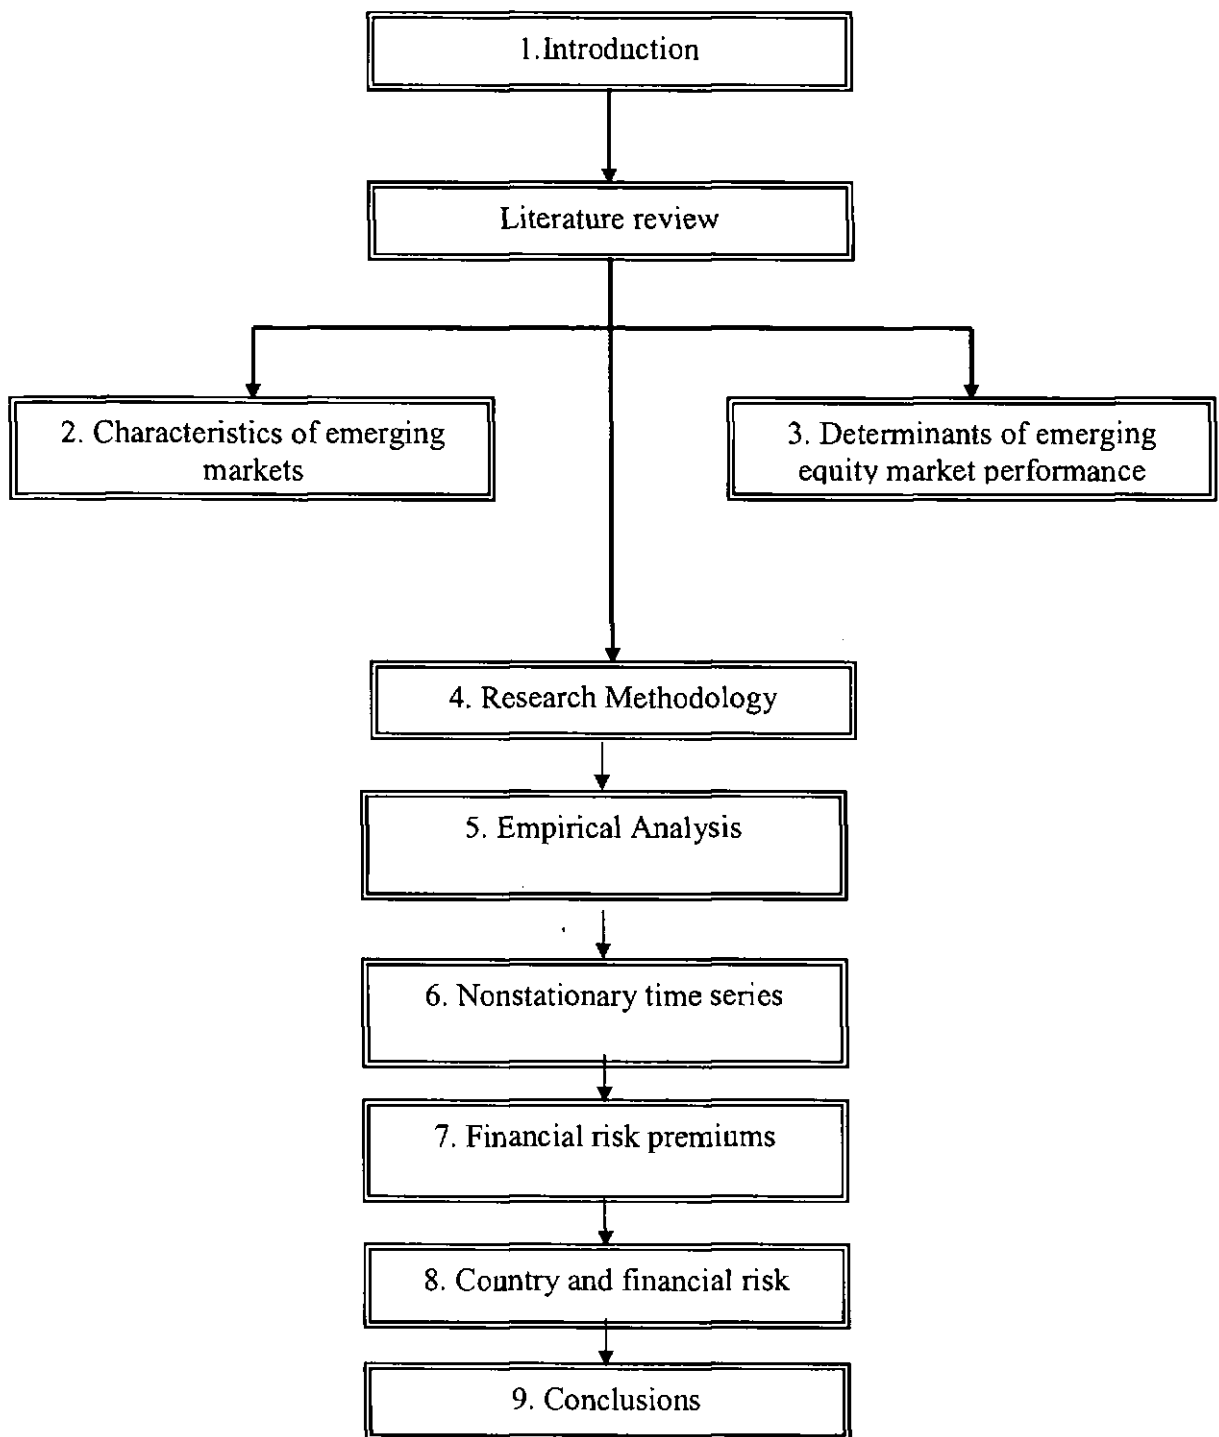 1.Introduction
Literature review
2. Characteristics of emerging
markets
3. Determinants of emerging
equity market performance
4. Research Methodology
5. Empirical Analysis
6. Nonstationary time series
7. Financial risk premiums
8. Country and financial risk
9. Conclusions